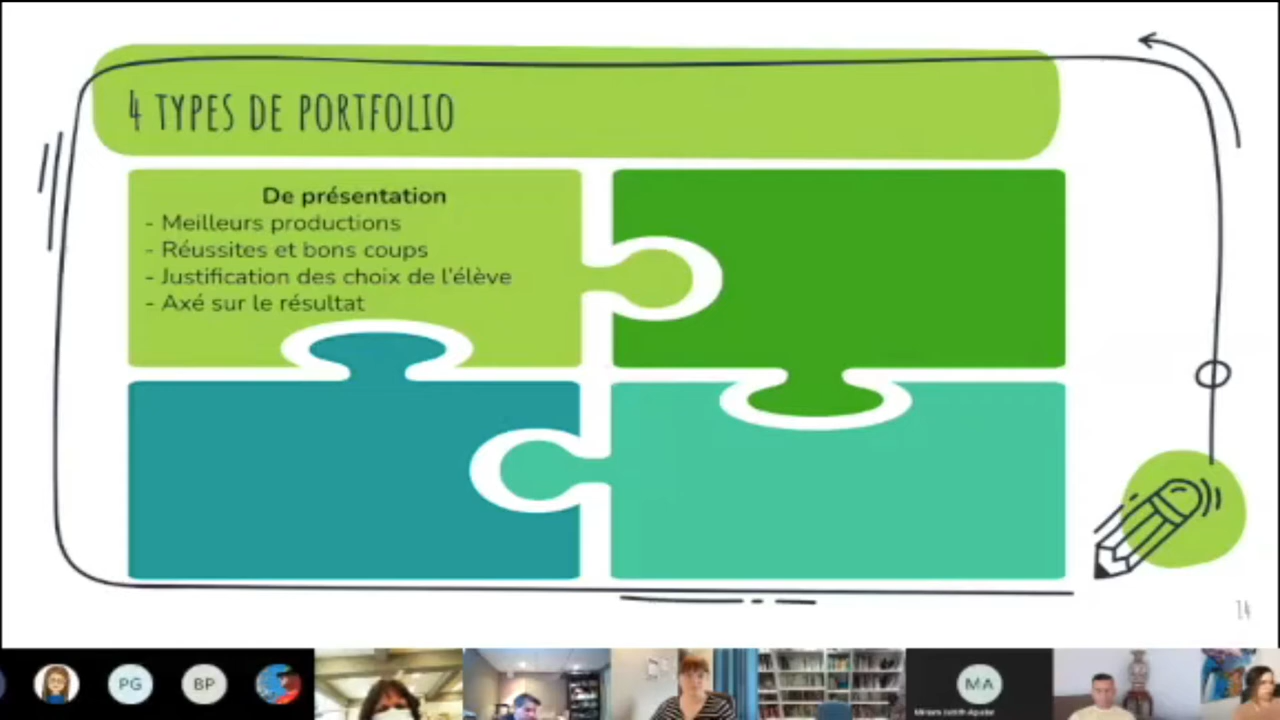 4 TYPES DE PORTFOLIO
De présentation
- Meilleurs productions
- Réussites et bons coups
- Justification des choix de l'élève
- Axé sur le résultat
14
PG
BP
MA